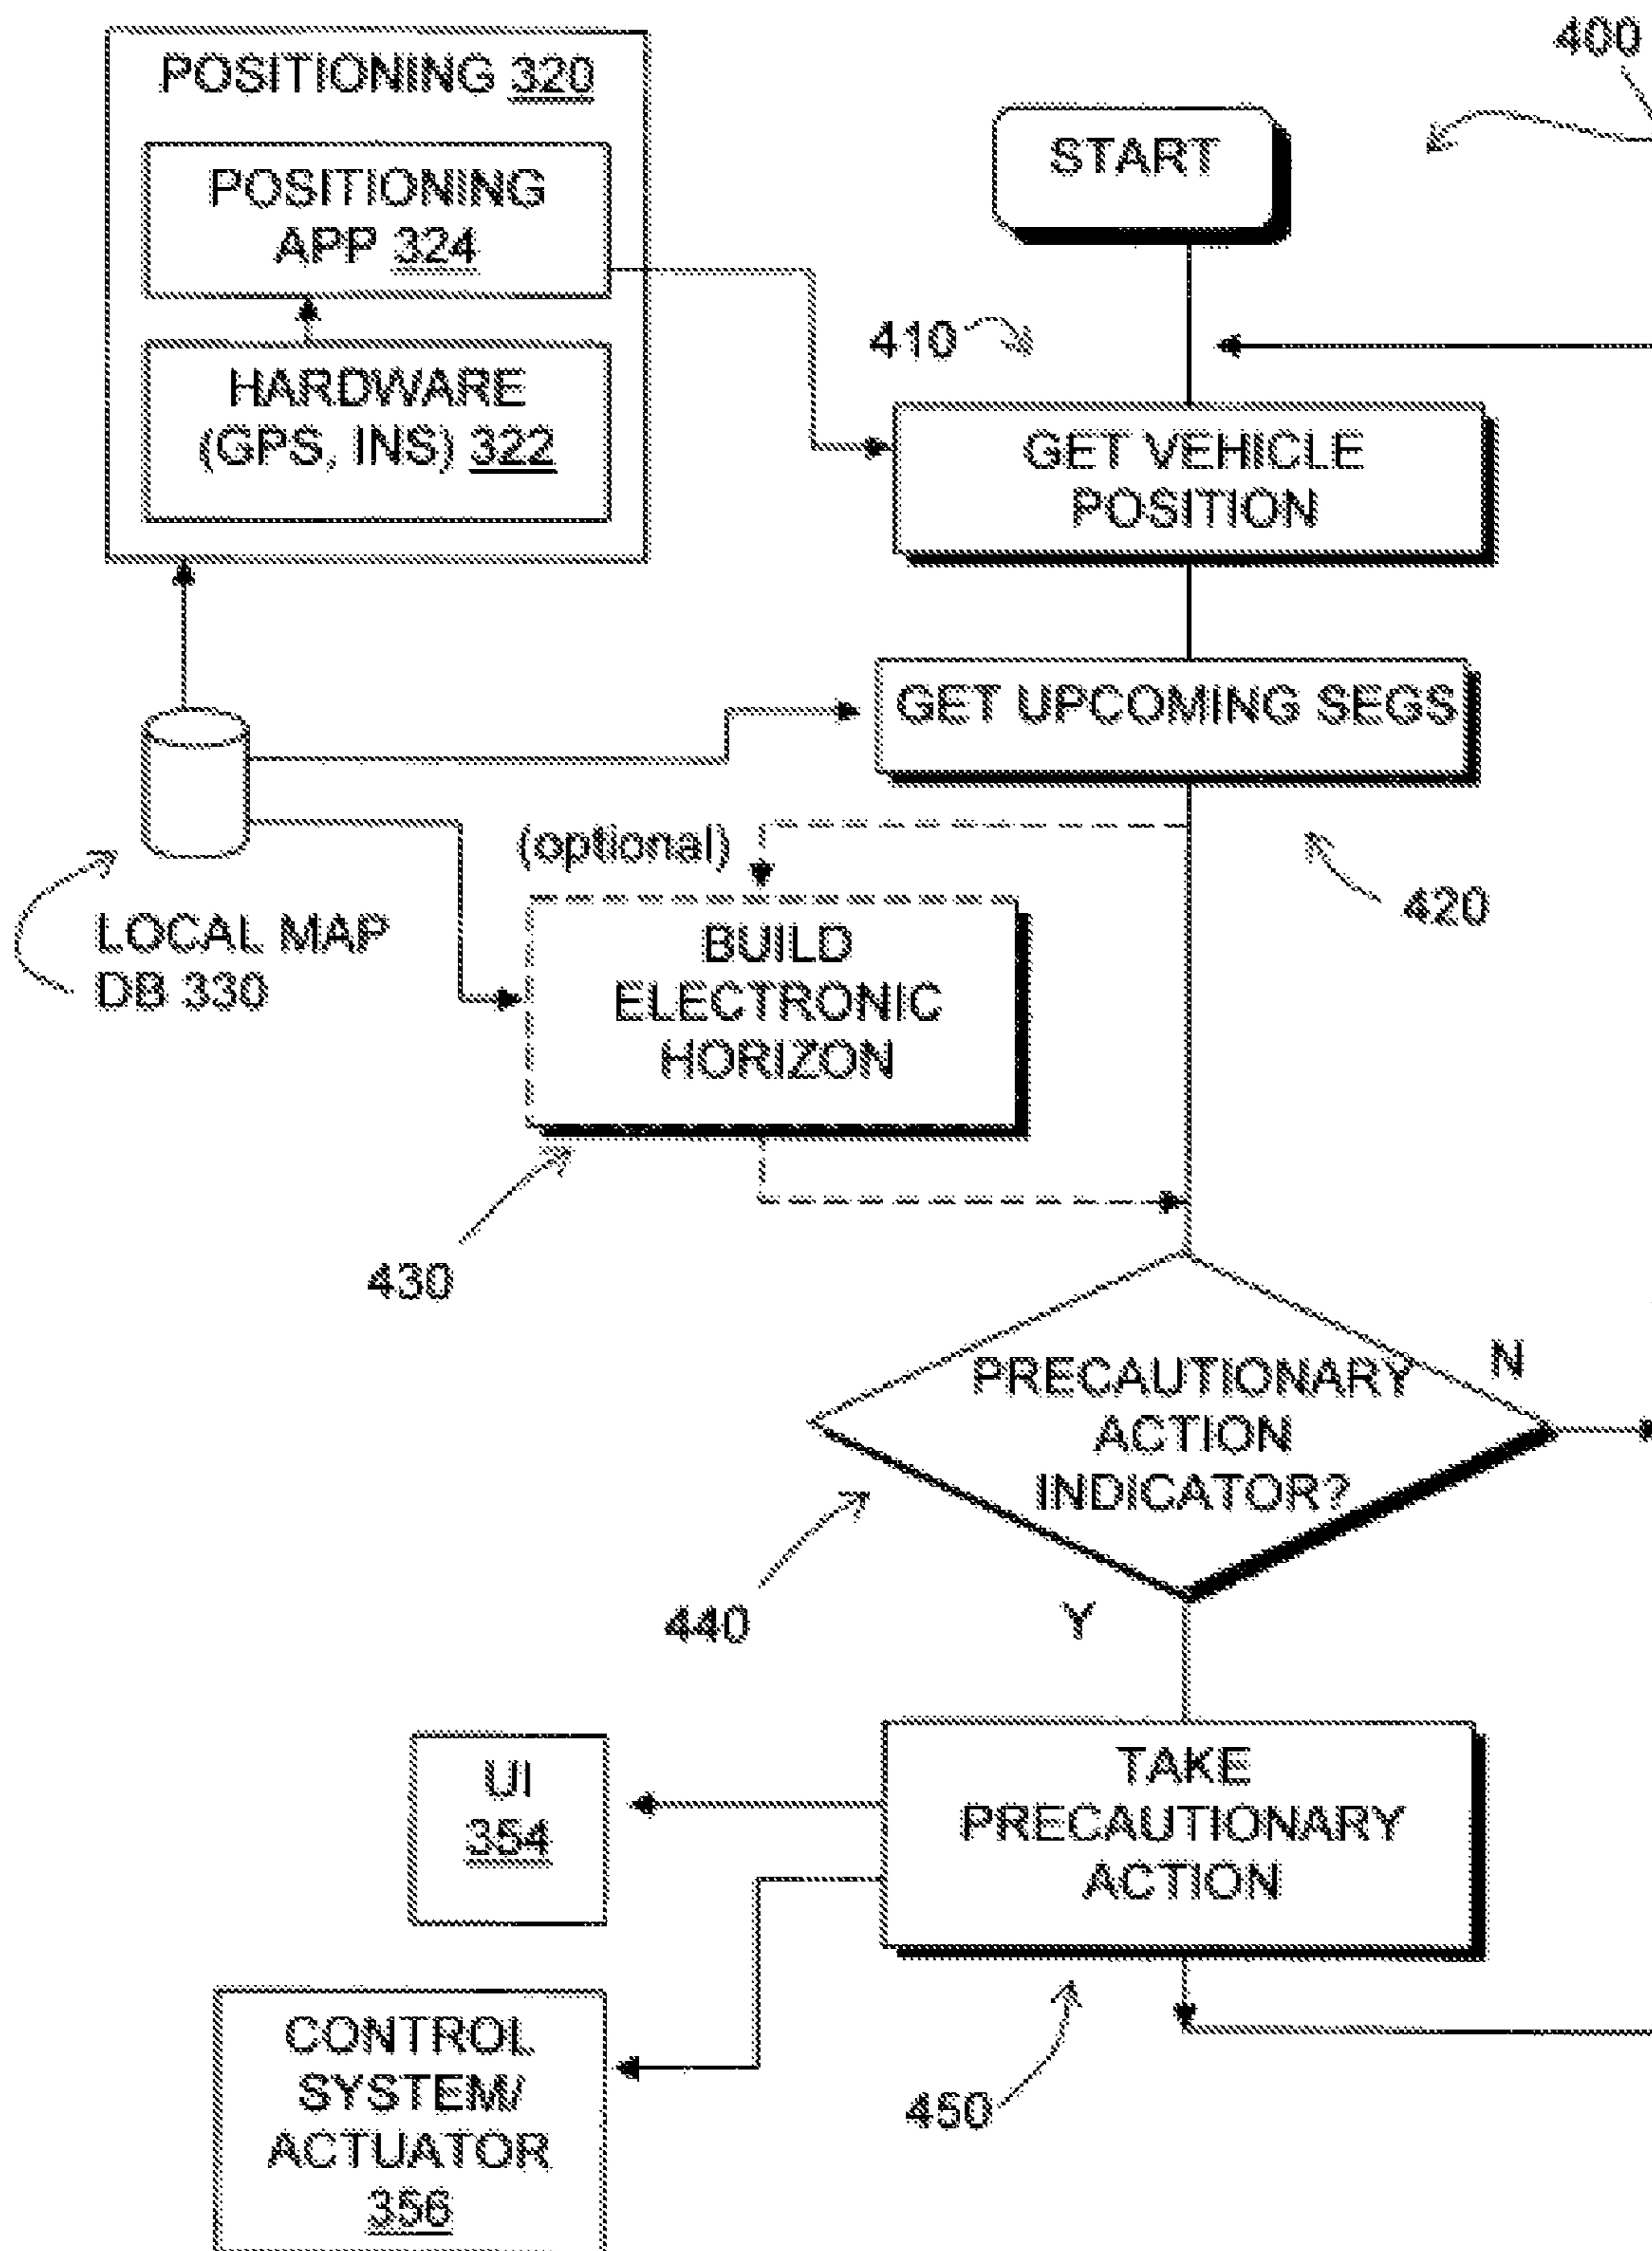 400
POSITIONING 320
POSITIONING
APP 324
HARDWARE
(GPS, INS) 322
START
410
GET VEHICLE
POSITION
GET UPCOMING SEGS
420
(optional)
LOCAL MAP
DB 330
BUILD
ELECTRONIC
HORIZON
430
PRECAUTIONARY
ACTION
INDICATOR?
N
440
Y
UI
354
TAKE
PRECAUTIONARY
ACTION
450
CONTROL
SYSTEM/
ACTUATOR
356